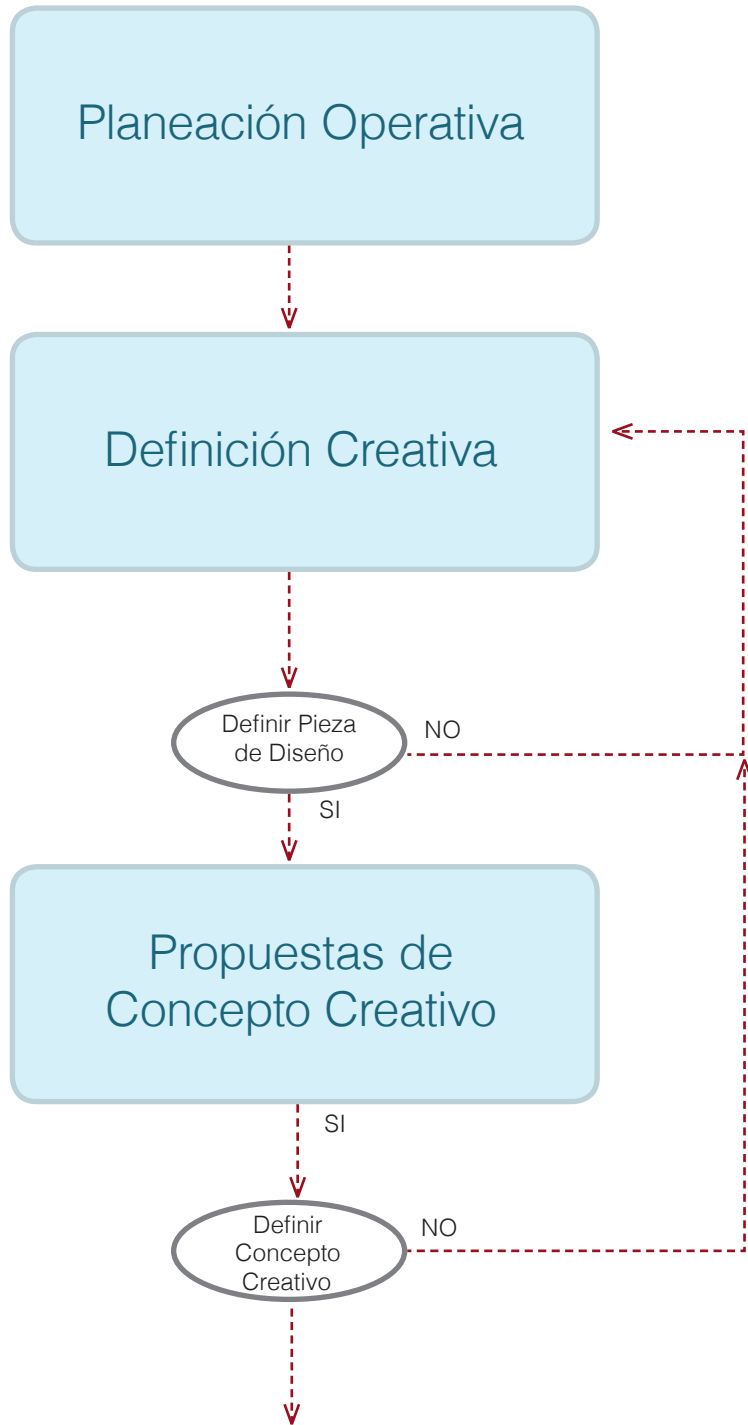 Planeación Operativa
Definición Creativa
Definir Pieza
de Diseño
NO
SI
Propuestas de
Concepto Creativo
SI
Definir
Concepto
Creativo
NO